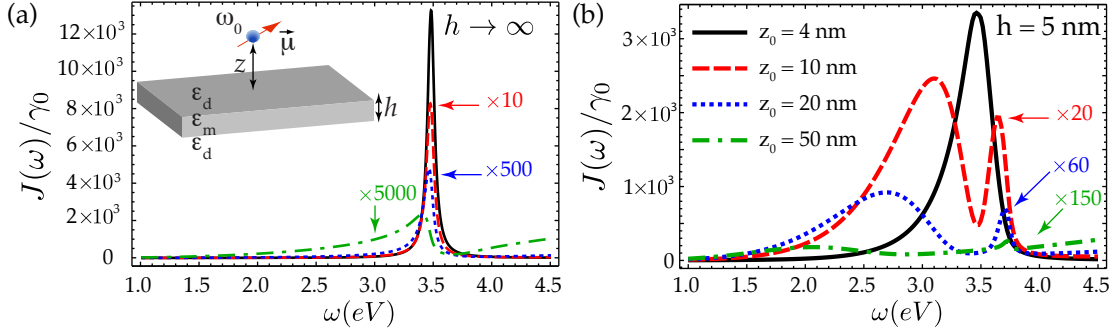 (a)
J(ω)/γ₀
12×10³
10×10³
8×10³
6×10³
4×10³
2×10³
0
1.0 1.5 2.0 2.5 3.0 3.5 4.0 4.5
ω(eV)
h → ∞
ω₀
μ⃗
z
ε_d
ε_m
ε_d
h
×10
×500
×5000
(b)
J(ω)/γ₀
3×10³
2×10³
1×10³
0
1.0 1.5 2.0 2.5 3.0 3.5 4.0 4.5
ω(eV)
z₀ = 4 nm
z₀ = 10 nm
z₀ = 20 nm
z₀ = 50 nm
h = 5 nm
×20
×60
×150